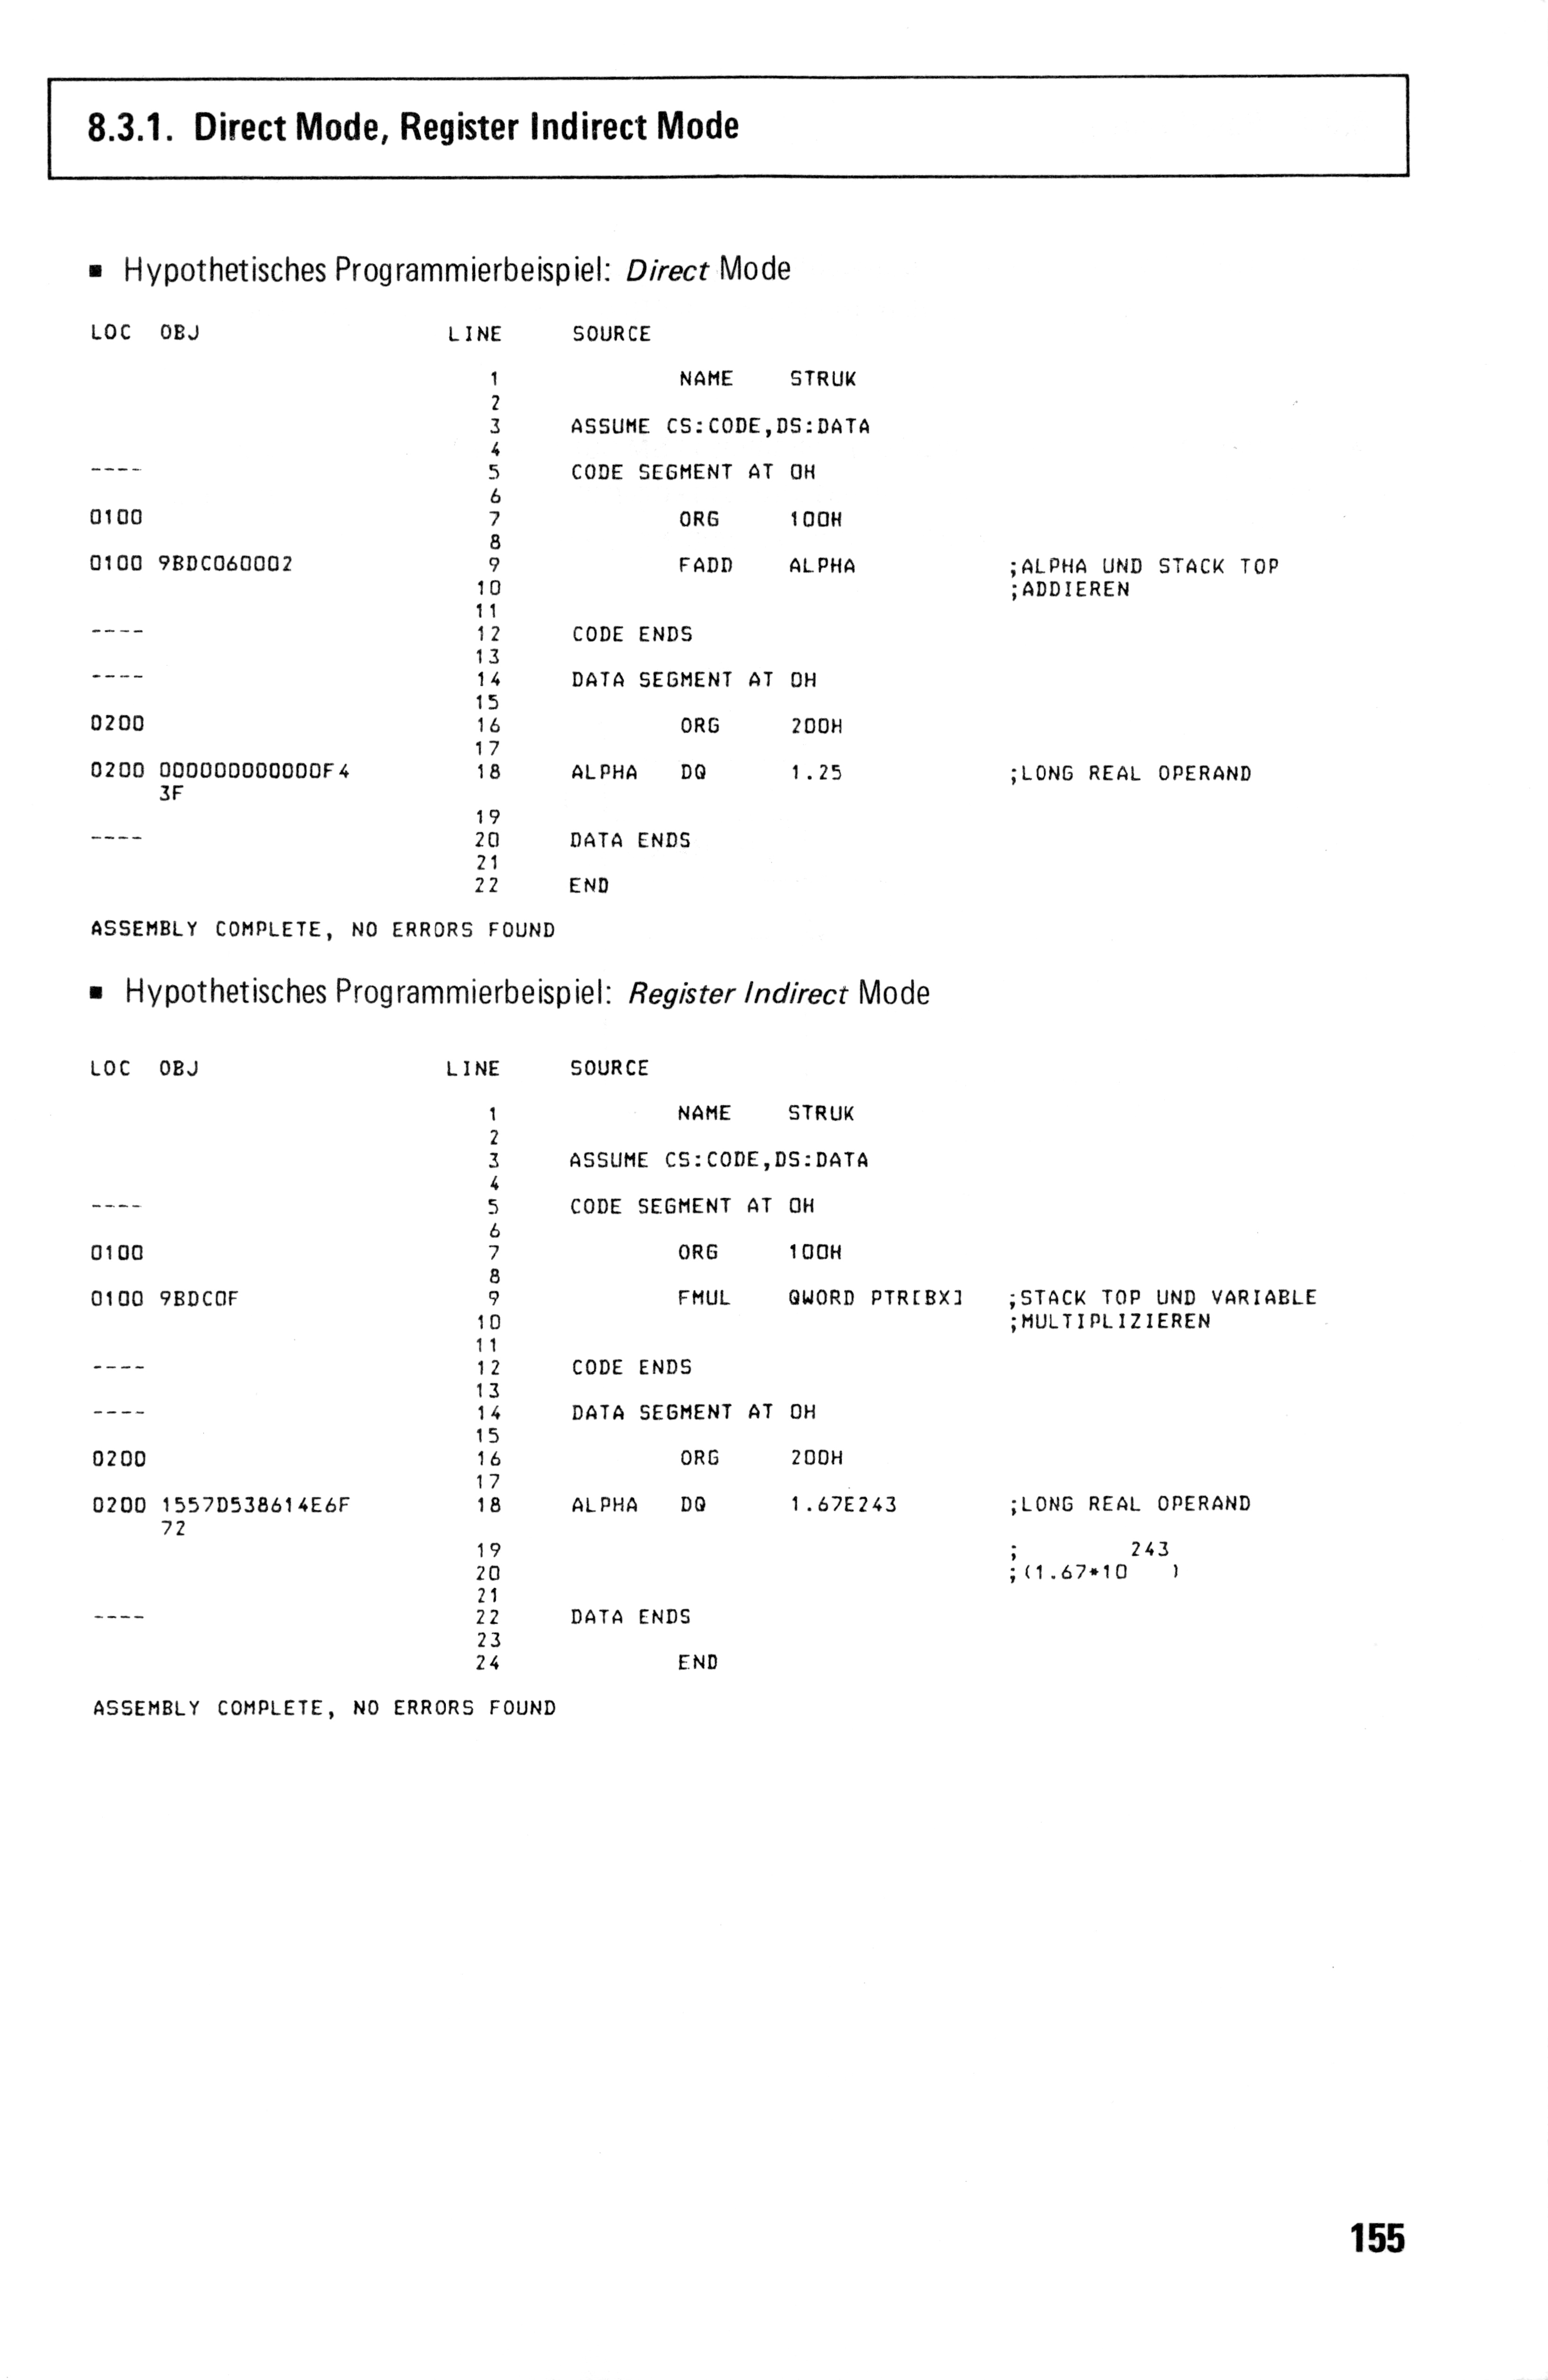 8.3.1. Direct Mode, Register Indirect Mode
▪ Hypothetisches Programmierbeispiel: Direct Mode
LOC OBJ LINE SOURCE
1 NAME STRUK
2
3 ASSUME CS:CODE,DS:DATA
4
---- 5 CODE SEGMENT AT 0H
6
0100 7 ORG 100H
8
0100 9BDC060002 9 FADD ALPHA ;ALPHA UND STACK TOP
10 ;ADDIEREN
11
---- 12 CODE ENDS
13
---- 14 DATA SEGMENT AT 0H
15
0200 16 ORG 200H
17
0200 000000000000F4 18 ALPHA DQ 1.25 ;LONG REAL OPERAND
3F
19
---- 20 DATA ENDS
21
22 END
ASSEMBLY COMPLETE, NO ERRORS FOUND
▪ Hypothetisches Programmierbeispiel: Register Indirect Mode
LOC OBJ LINE SOURCE
1 NAME STRUK
2
3 ASSUME CS:CODE,DS:DATA
4
---- 5 CODE SEGMENT AT 0H
6
0100 7 ORG 100H
8
0100 9BDC0F 9 FMUL QWORD PTR[BX] ;STACK TOP UND VARIABLE
10 ;MULTIPLIZIEREN
11
---- 12 CODE ENDS
13
---- 14 DATA SEGMENT AT 0H
15
0200 16 ORG 200H
17
0200 1557D538614E6F 18 ALPHA DQ 1.67E243 ;LONG REAL OPERAND
72
19 ; 243
20 ;(1.67*10 )
21
---- 22 DATA ENDS
23
24 END
ASSEMBLY COMPLETE, NO ERRORS FOUND
155